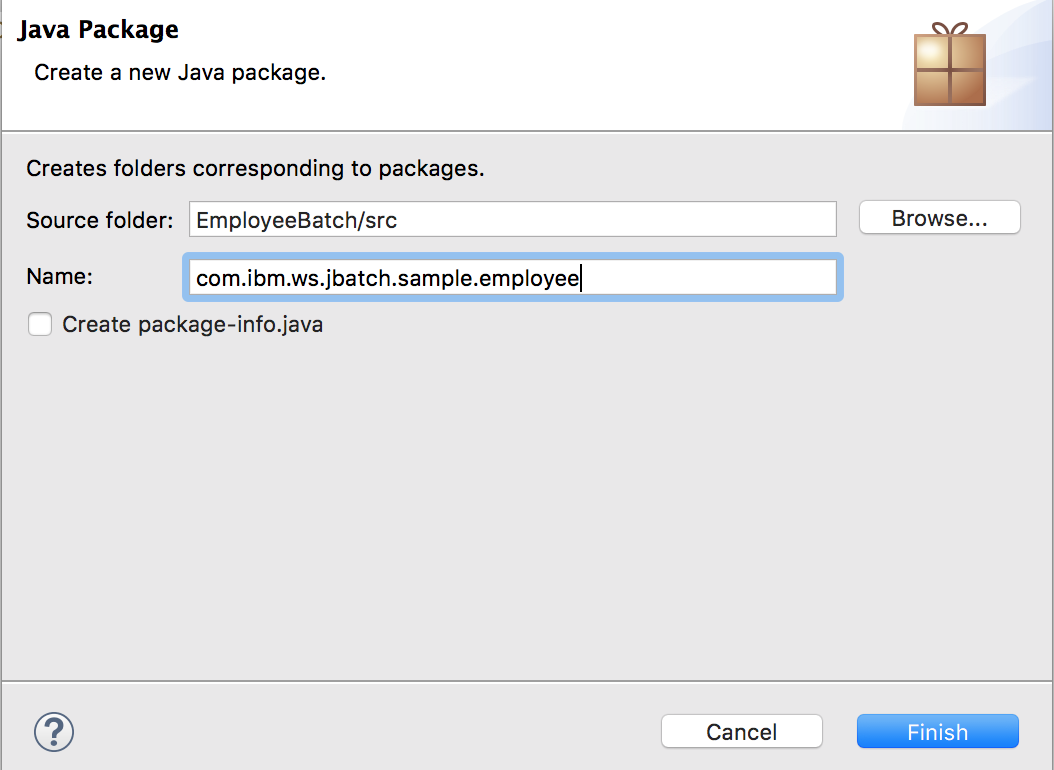 Java Package
Create a new Java package.
Creates folders corresponding to packages.
Source folder: EmployeeBatch/src Browse...
Name: com.ibm.ws.jbatch.sample.employee
Create package-info.java
? Cancel Finish